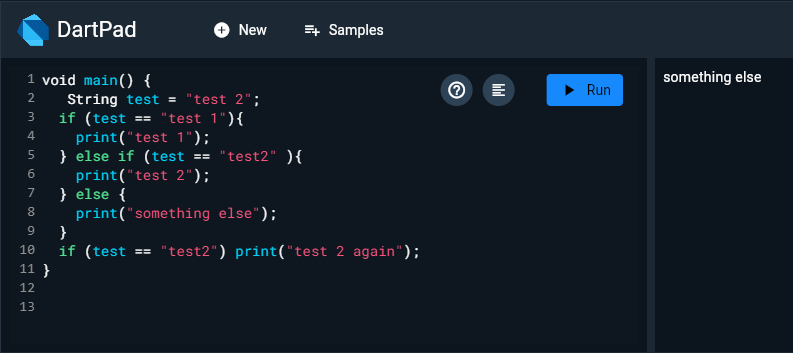 DartPad New Samples
1 void main() {
2    String test = "test 2";
3   if (test == "test 1"){
4     print("test 1");
5   } else if (test == "test2" ){
6     print("test 2");
7   } else {
8     print("something else");
9   }
10   if (test == "test2") print("test 2 again");
11 }
12
13
Run
something else